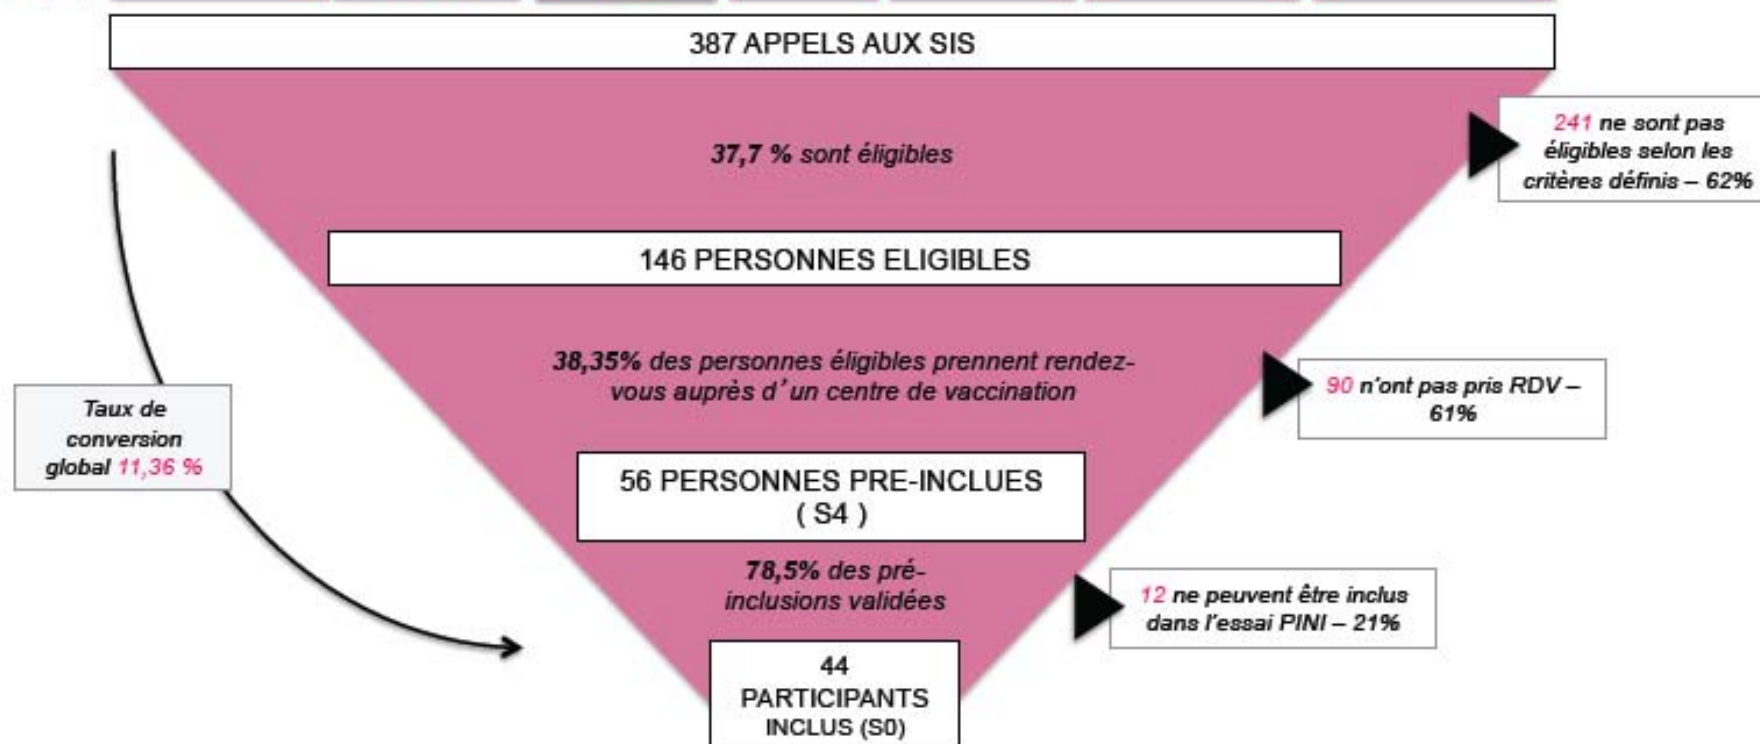 387 APPELS AUX SIS
37,7 % sont éligibles
241 ne sont pas
éligibles selon les
critères définis – 62%
146 PERSONNES ELIGIBLES
38,35% des personnes éligibles prennent rendez-
vous auprès d’un centre de vaccination
90 n'ont pas pris RDV –
61%
Taux de
conversion
global 11,36 %
56 PERSONNES PRE-INCLUES
( S4 )
78,5% des pré-
inclusions validées
12 ne peuvent être inclus
dans l'essai PINI – 21%
44
PARTICIPANTS
INCLUS (S0)